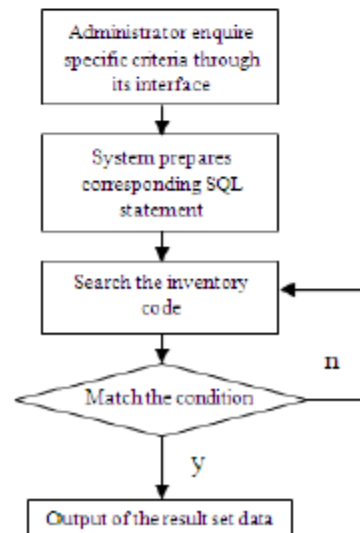 Administrator enquire
specific criteria through
its interface
System prepares
corresponding SQL
statement
Search the inventory
code
Match the condition
n
y
Output of the result set data